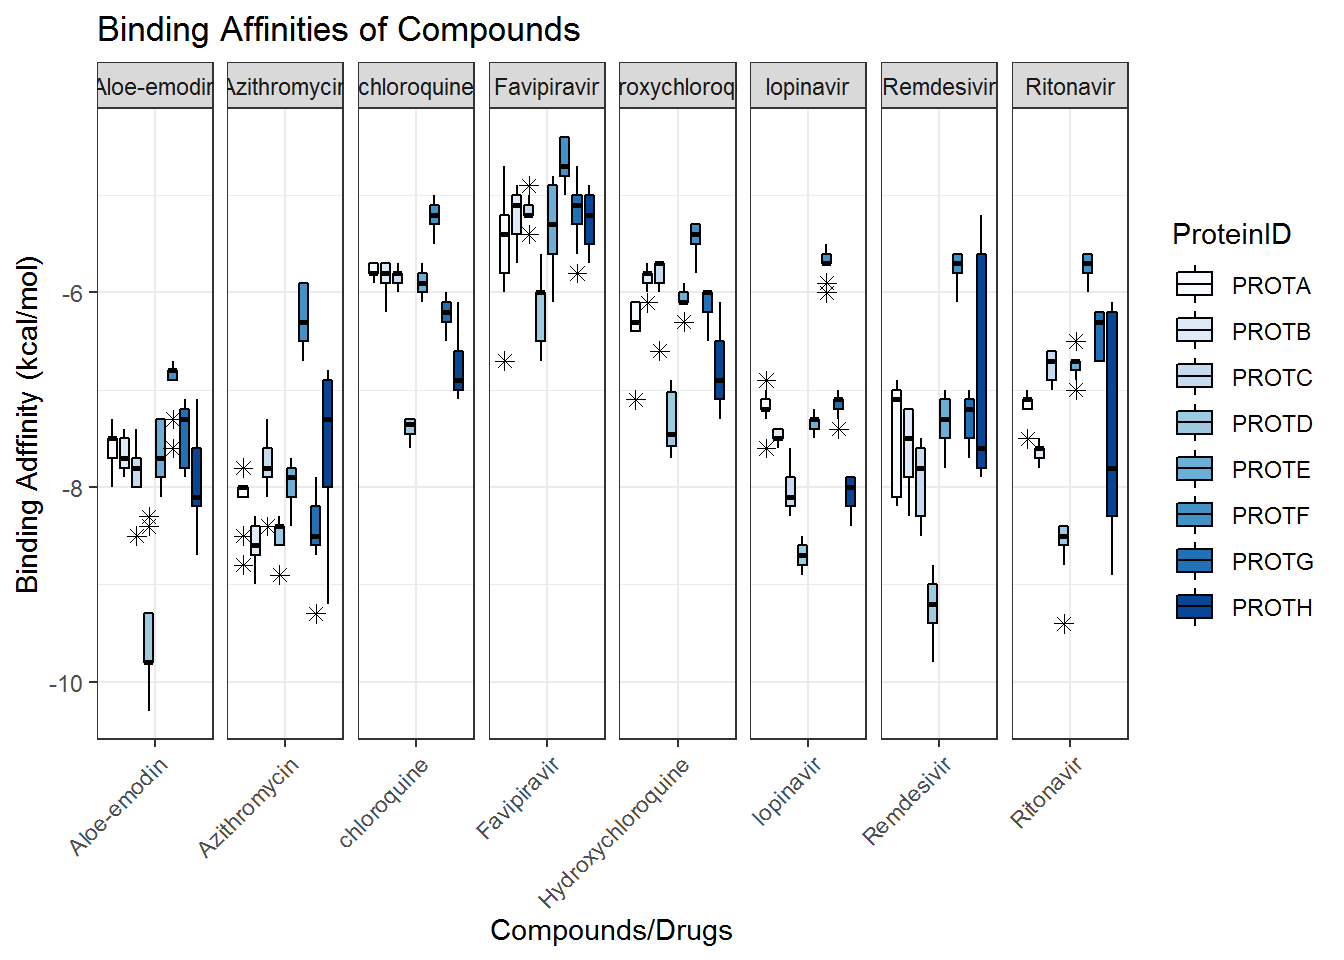 Binding Affinities of Compounds
Aloe-emodin
Azithromycin
chloroquine
Favipiravir
roxychloroq
lopinavir
Remdesivir
Ritonavir
Binding Adffinity (kcal/mol)
-6
-8
-10
Aloe-emodin
Azithromycin
chloroquine
Favipiravir
Hydroxychloroquine
lopinavir
Remdesivir
Ritonavir
Compounds/Drugs
ProteinID
PROTA
PROTB
PROTC
PROTD
PROTE
PROTF
PROTG
PROTH